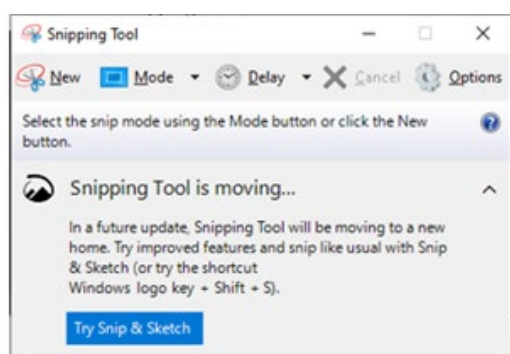 Snipping Tool
New Mode Delay Cancel Options
Select the snip mode using the Mode button or click the New
button.
Snipping Tool is moving...
In a future update, Snipping Tool will be moving to a new
home. Try improved features and snip like usual with Snip
& Sketch (or try the shortcut
Windows logo key + Shift + S).
Try Snip & Sketch